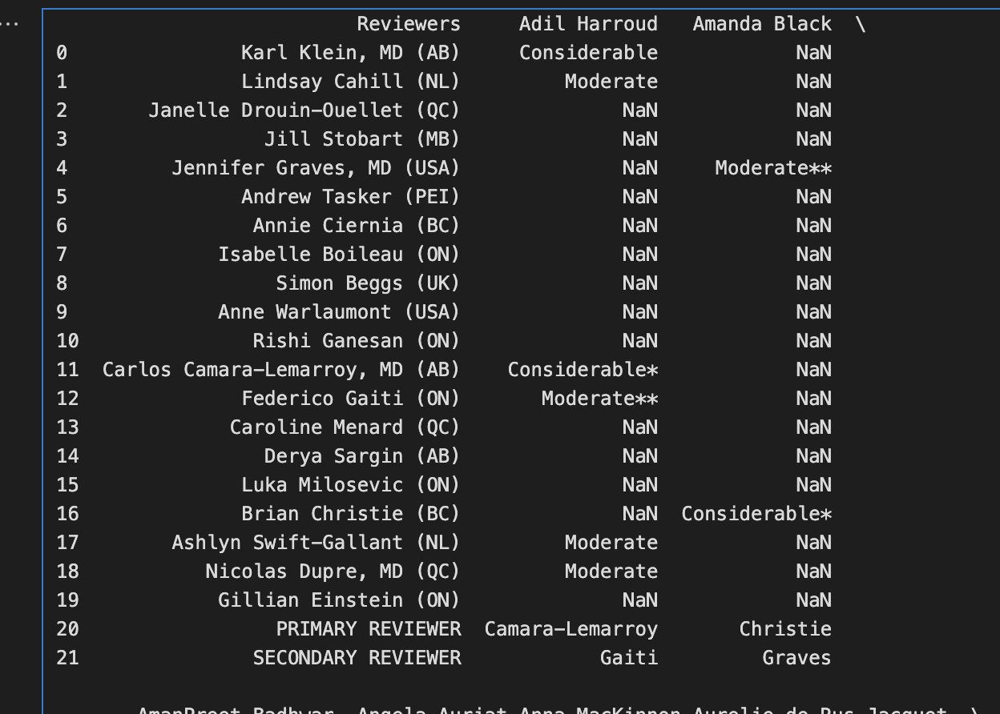 ...
Reviewers Adil Harroud Amanda Black \
0 Karl Klein, MD (AB) Considerable NaN
1 Lindsay Cahill (NL) Moderate NaN
2 Janelle Drouin-Ouellet (QC) NaN NaN
3 Jill Stobart (MB) NaN NaN
4 Jennifer Graves, MD (USA) NaN Moderate**
5 Andrew Tasker (PEI) NaN NaN
6 Annie Ciernia (BC) NaN NaN
7 Isabelle Boileau (ON) NaN NaN
8 Simon Beggs (UK) NaN NaN
9 Anne Warlaumont (USA) NaN NaN
10 Rishi Ganesan (ON) NaN NaN
11 Carlos Camara-Lemarroy, MD (AB) Considerable* NaN
12 Federico Gaiti (ON) Moderate** NaN
13 Caroline Menard (QC) NaN NaN
14 Derya Sargin (AB) NaN NaN
15 Luka Milosevic (ON) NaN NaN
16 Brian Christie (BC) NaN Considerable*
17 Ashlyn Swift-Gallant (NL) Moderate NaN
18 Nicolas Dupre, MD (QC) Moderate NaN
19 Gillian Einstein (ON) NaN NaN
20 PRIMARY REVIEWER Camara-Lemarroy Christie
21 SECONDARY REVIEWER Gaiti Graves
AmanPreet Badhwar Angela Auriat Anna MacKinnon Aurelie de Rus Jacquet \